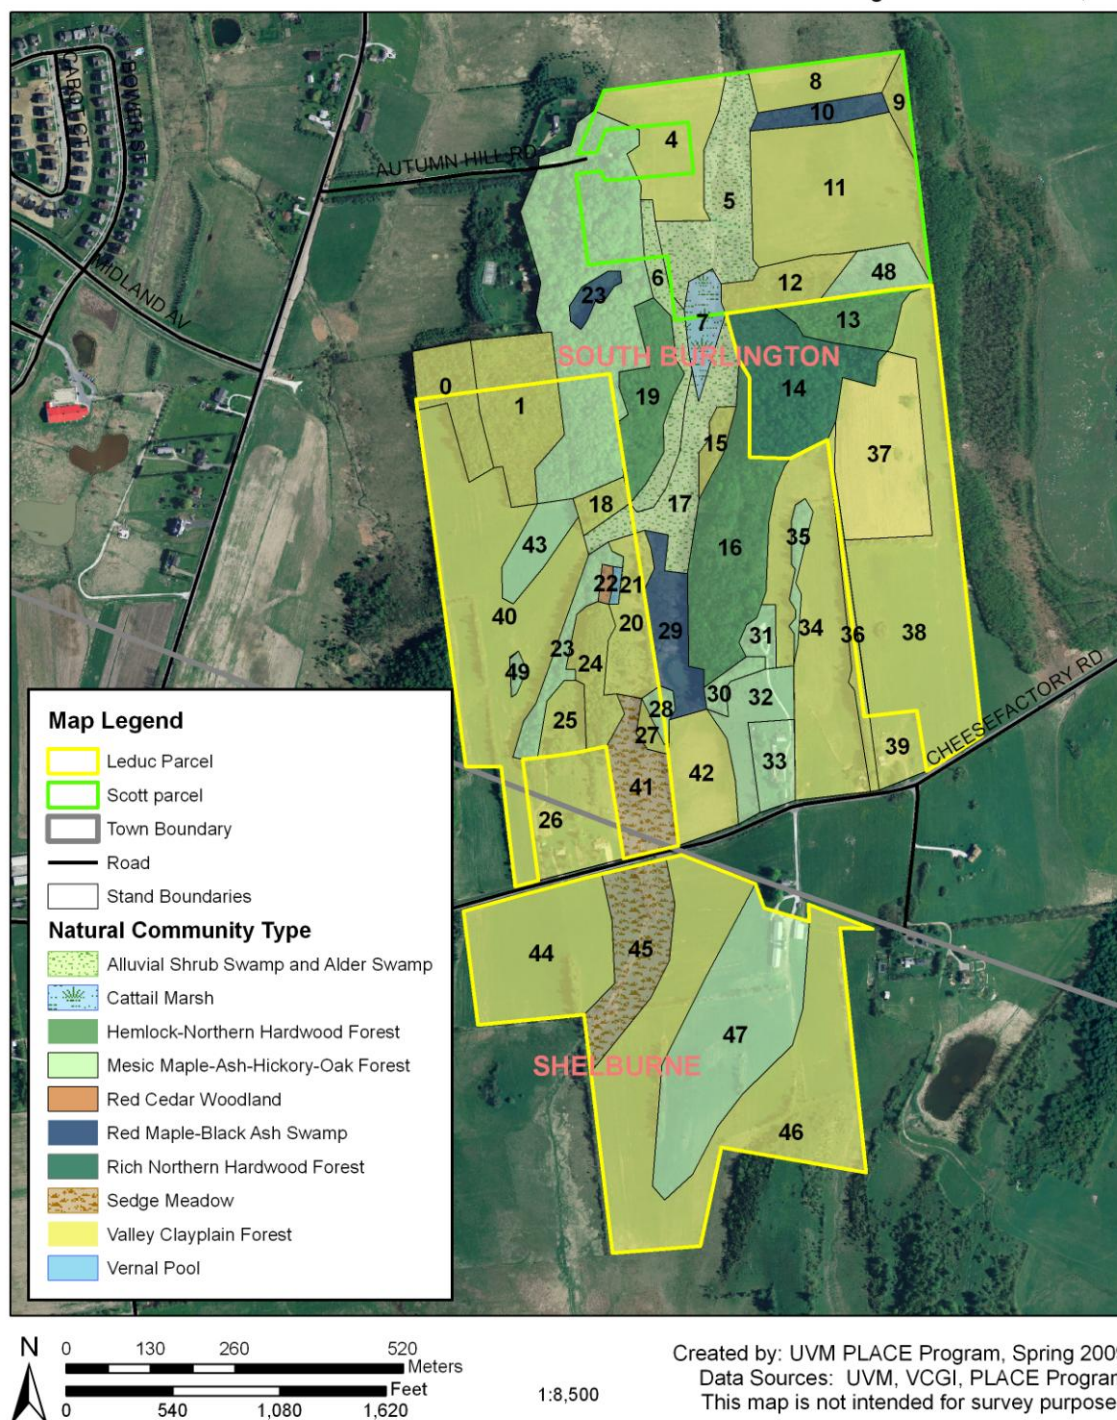 8
9
10
4
AUTUMN HILL RD
CABOT CT
BOWER ST
11
5
MIDLAND AV
6
12
48
23
7
13
SOUTH BURLINGTON
0
1
19
14
15
37
18
17
43
35
16
22
21
40
20
29
34
36
38
31
23
24
49
30
32
28
25
27
CHEESEFACTORY RD
39
33
42
41
26
44
45
47
SHELBURNE
46
Map Legend
Leduc Parcel
Scott parcel
Town Boundary
Road
Stand Boundaries
Natural Community Type
Alluvial Shrub Swamp and Alder Swamp
Cattail Marsh
Hemlock-Northern Hardwood Forest
Mesic Maple-Ash-Hickory-Oak Forest
Red Cedar Woodland
Red Maple-Black Ash Swamp
Rich Northern Hardwood Forest
Sedge Meadow
Valley Clayplain Forest
Vernal Pool
N
0 130 260 520
Meters
Feet
0 540 1,080 1,620
1:8,500
Created by: UVM PLACE Program, Spring 200
Data Sources: UVM, VCGI, PLACE Program
This map is not intended for survey purpose